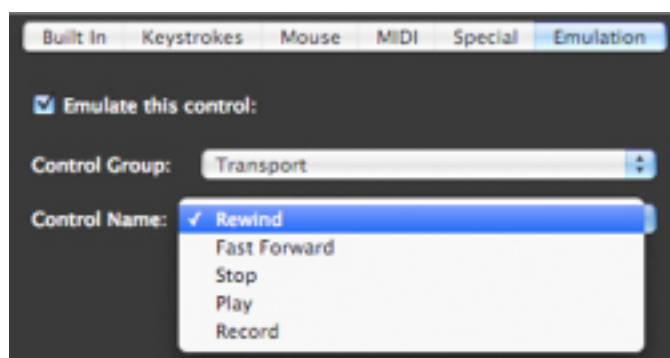 Built In Keystrokes Mouse MIDI Special Emulation
Emulate this control:
Control Group: Transport
Control Name: ✓ Rewind
Fast Forward
Stop
Play
Record